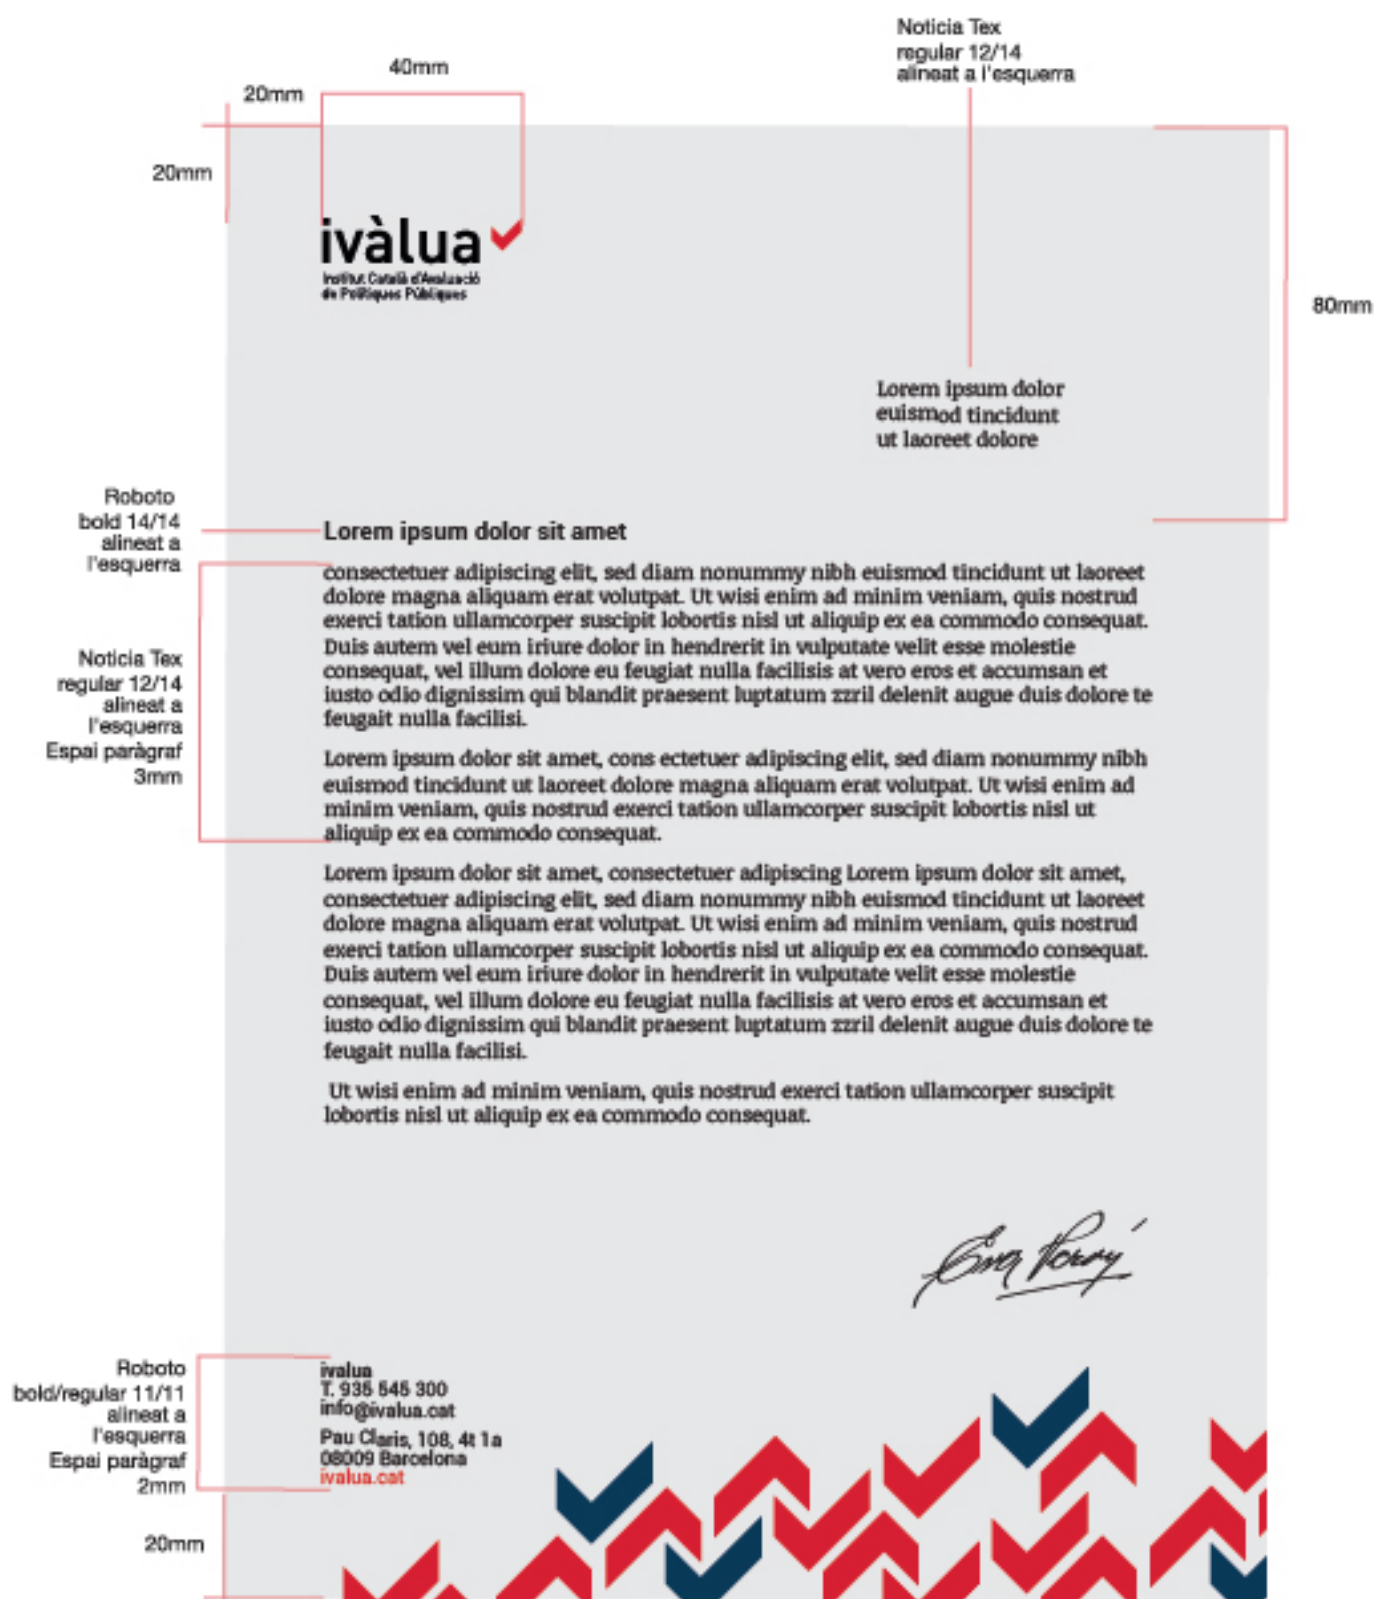 Noticia Tex
regular 12/14
alineat a l'esquerra
40mm
20mm
20mm
ivàlua
Institut Català d'Avaluació
de Polítiques Públiques
80mm
Lorem ipsum dolor
euismod tincidunt
ut laoreet dolore
Roboto
bold 14/14
alineat a
l'esquerra
Lorem ipsum dolor sit amet
consectetuer adipiscing elit, sed diam nonummy nibh euismod tincidunt ut laoreet
dolore magna aliquam erat volutpat. Ut wisi enim ad minim veniam, quis nostrud
exerci tation ullamcorper suscipit lobortis nisl ut aliquip ex ea commodo consequat.
Duis autem vel eum iriure dolor in hendrerit in vulputate velit esse molestie
consequat, vel illum dolore eu feugiat nulla facilisis at vero eros et accumsan et
iusto odio dignissim qui blandit praesent luptatum zzril delenit augue duis dolore te
feugait nulla facilisi.
Noticia Tex
regular 12/14
alineat a
l'esquerra
Espai paràgraf
3mm
Lorem ipsum dolor sit amet, cons ectetuer adipiscing elit, sed diam nonummy nibh
euismod tincidunt ut laoreet dolore magna aliquam erat volutpat. Ut wisi enim ad
minim veniam, quis nostrud exerci tation ullamcorper suscipit lobortis nisl ut
aliquip ex ea commodo consequat.
Lorem ipsum dolor sit amet, consectetuer adipiscing Lorem ipsum dolor sit amet,
consectetuer adipiscing elit, sed diam nonummy nibh euismod tincidunt ut laoreet
dolore magna aliquam erat volutpat. Ut wisi enim ad minim veniam, quis nostrud
exerci tation ullamcorper suscipit lobortis nisl ut aliquip ex ea commodo consequat.
Duis autem vel eum iriure dolor in hendrerit in vulputate velit esse molestie
consequat, vel illum dolore eu feugiat nulla facilisis at vero eros et accumsan et
iusto odio dignissim qui blandit praesent luptatum zzril delenit augue duis dolore te
feugait nulla facilisi.
Ut wisi enim ad minim veniam, quis nostrud exerci tation ullamcorper suscipit
lobortis nisl ut aliquip ex ea commodo consequat.
Roboto
bold/regular 11/11
alineat a
l'esquerra
Espai paràgraf
2mm
ivalua
T. 935 545 300
info@ivalua.cat
Pau Claris, 108, 4t 1a
08009 Barcelona
ivalua.cat
20mm